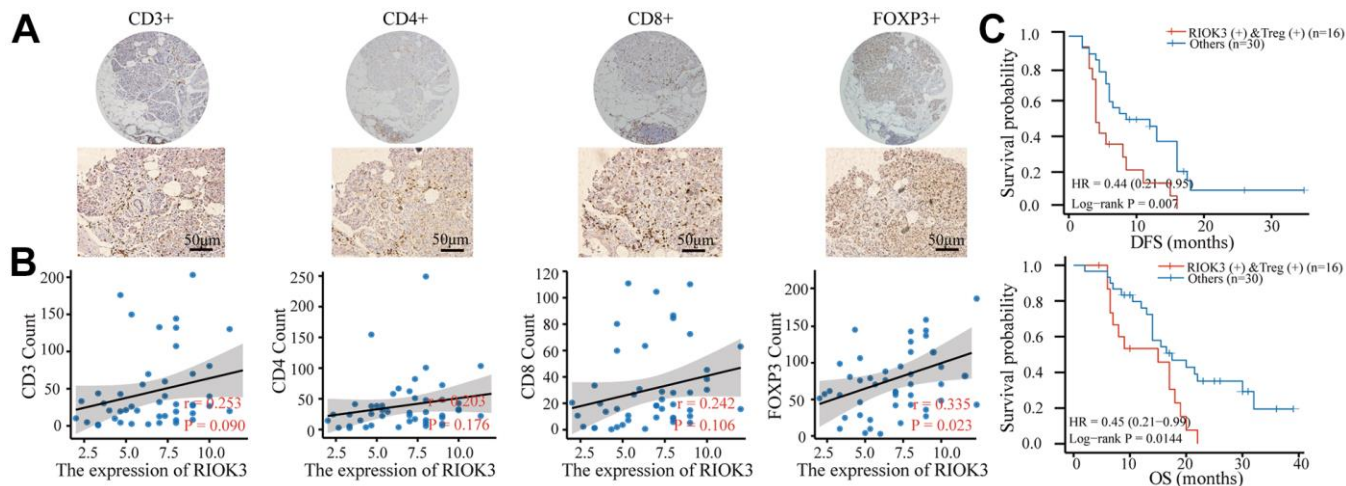 A
CD3+
CD4+
CD8+
FOXP3+
50μm
50μm
50μm
50μm
B
CD3 Count
200
150
100
50
0
r = 0.253
P = 0.090
2.5 5.0 7.5 10.0
The expression of RIOK3
CD4 Count
250
200
150
100
50
0
r = 0.203
P = 0.176
2.5 5.0 7.5 10.0
The expression of RIOK3
CD8 Count
120
100
80
60
40
20
0
r = 0.242
P = 0.106
2.5 5.0 7.5 10.0
The expression of RIOK3
FOXP3 Count
200
150
100
50
0
r = 0.335
P = 0.023
2.5 5.0 7.5 10.0
The expression of RIOK3
C
RIOK3 (+) &Treg (+) (n=16)
Others (n=30)
Survival probability
1.0
0.8
0.6
0.4
0.2
0.0
HR = 0.44 (0.21−0.95)
Log−rank P = 0.007
0 10 20 30
DFS (months)
RIOK3 (+) &Treg (+) (n=16)
Others (n=30)
Survival probability
1.0
0.8
0.6
0.4
0.2
0.0
HR = 0.45 (0.21−0.99)
Log−rank P = 0.0144
0 10 20 30 40
OS (months)